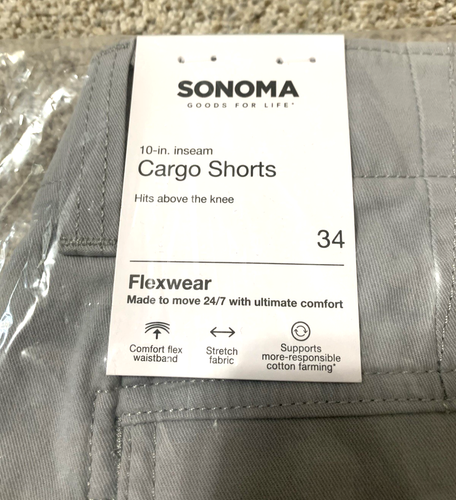 SONOMA
GOODS FOR LIFE™
10-in. inseam
Cargo Shorts
Hits above the knee
34
Flexwear
Made to move 24/7 with ultimate comfort
Comfort flex
waistband
Stretch
fabric
Supports
more-responsible
cotton farming*